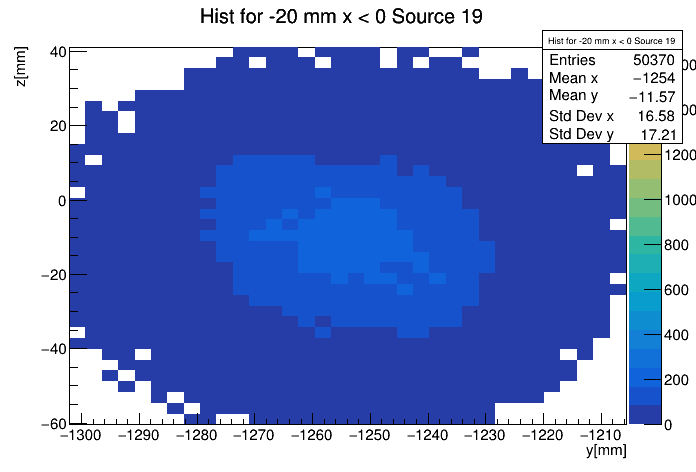 Hist for -20 mm x < 0 Source 19
Hist for -20 mm x < 0 Source 19
Entries 50370
Mean x −1254
Mean y −11.57
Std Dev x 16.58
Std Dev y 17.21
z[mm]
40
20
0
−20
−40
−60
−1300 −1290 −1280 −1270 −1260 −1250 −1240 −1230 −1220 −1210
y[mm]
1200
1000
800
600
400
200
0